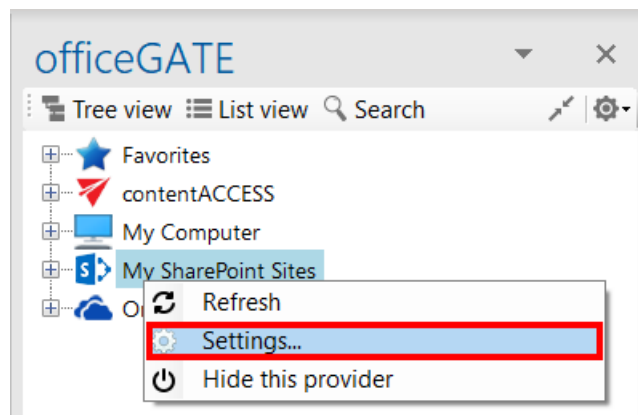 officeGATE
Tree view List view Search
Favorites
contentACCESS
My Computer
My SharePoint Sites
Refresh
Settings...
Hide this provider